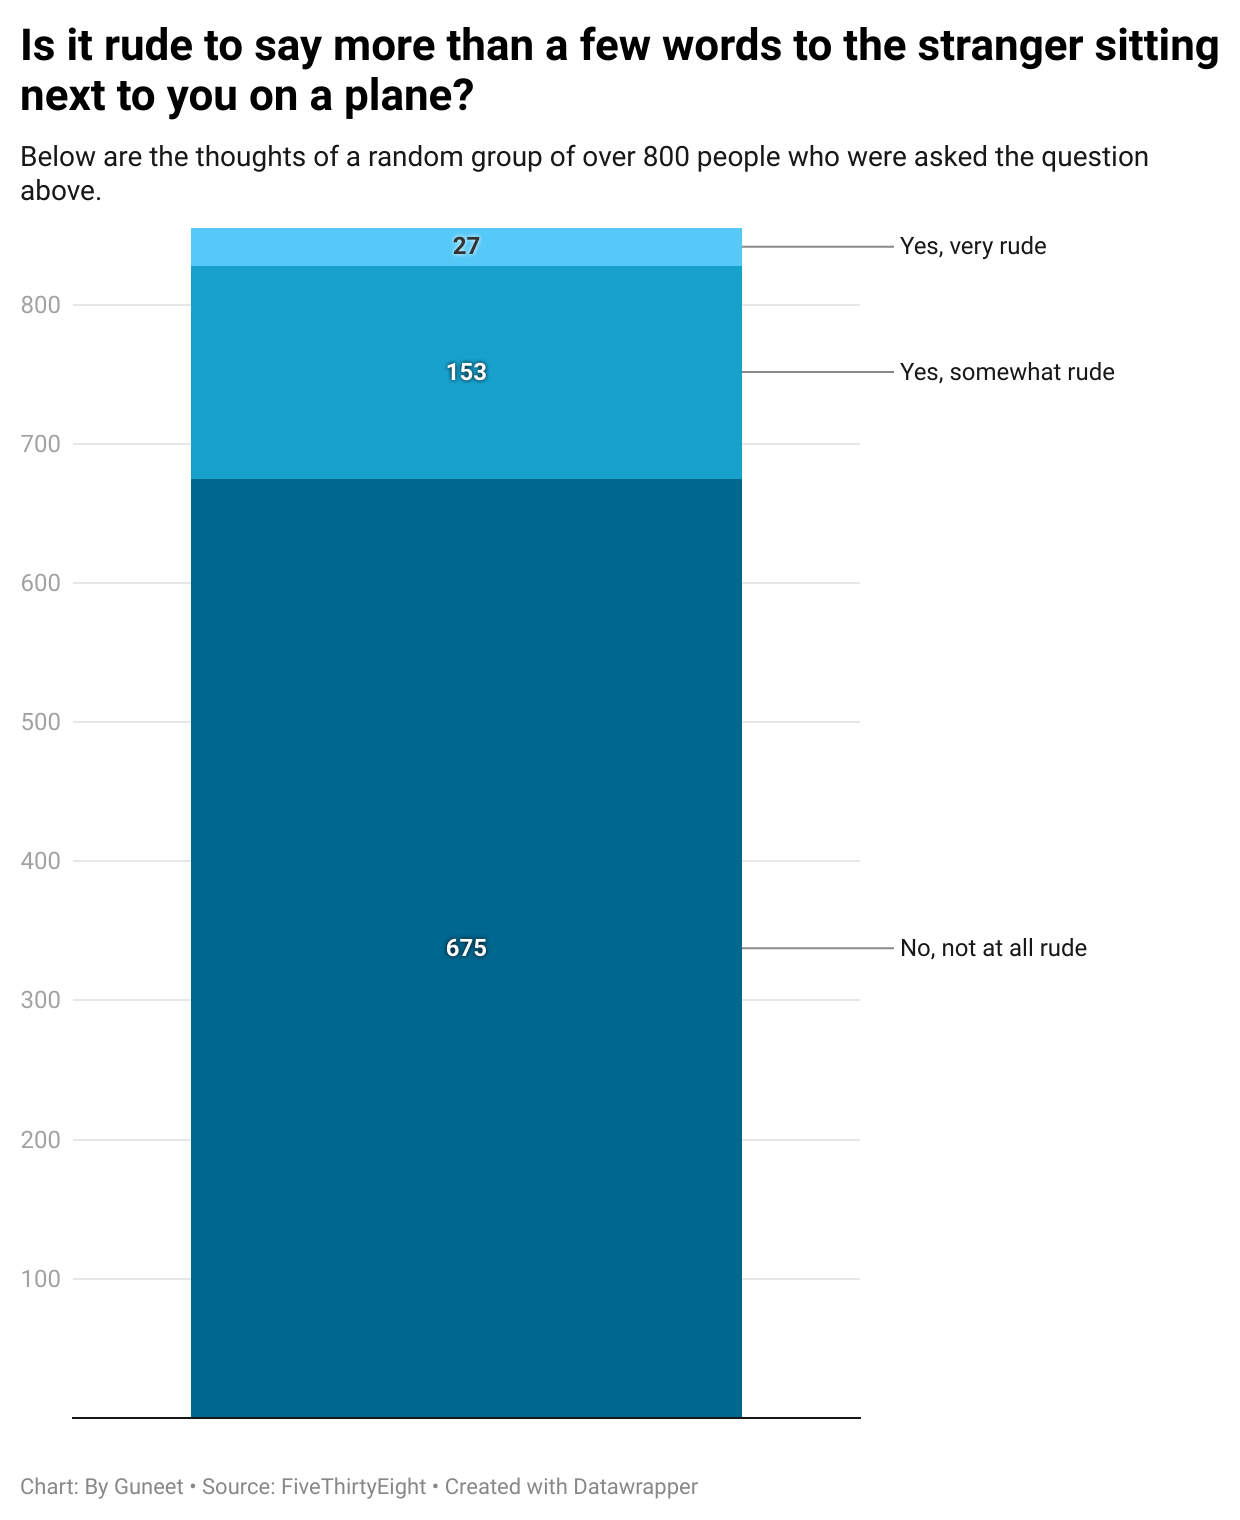 Is it rude to say more than a few words to the stranger sitting
next to you on a plane?
Below are the thoughts of a random group of over 800 people who were asked the question
above.
27
Yes, very rude
800
153
Yes, somewhat rude
700
600
500
400
675
No, not at all rude
300
200
100
Chart: By Guneet • Source: FiveThirtyEight • Created with Datawrapper